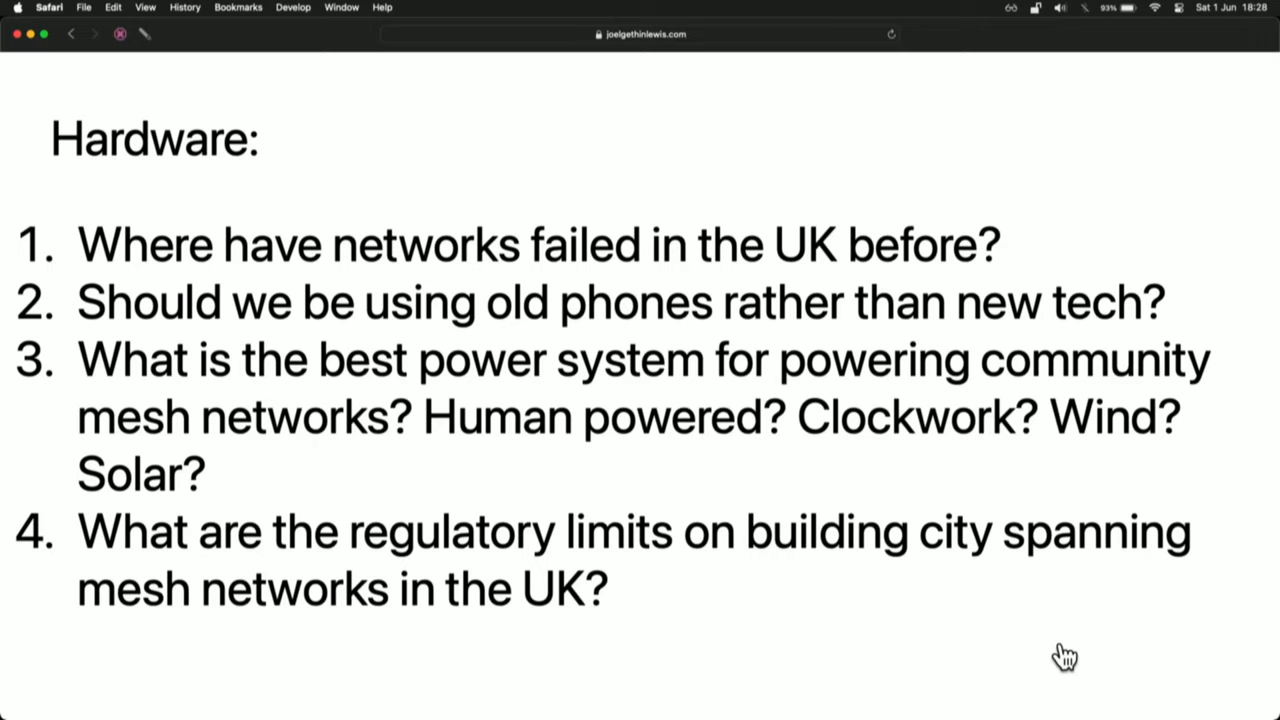 Safari File Edit View History Bookmarks Develop Window Help 93% Sat 1 Jun 18:28
joelgethinlewis.com
Hardware:
1. Where have networks failed in the UK before?
2. Should we be using old phones rather than new tech?
3. What is the best power system for powering community
mesh networks? Human powered? Clockwork? Wind?
Solar?
4. What are the regulatory limits on building city spanning
mesh networks in the UK?